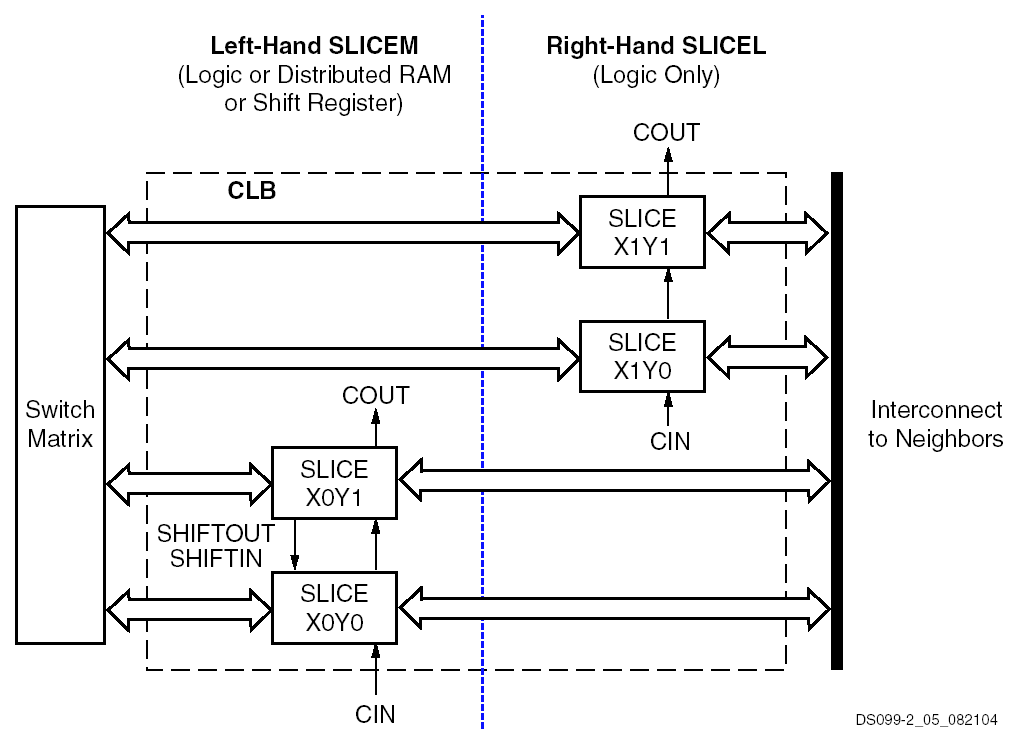 Left-Hand SLICEM
(Logic or Distributed RAM
or Shift Register)
Right-Hand SLICEL
(Logic Only)
COUT
CLB
SLICE
X1Y1
SLICE
X1Y0
CIN
COUT
Switch
Matrix
Interconnect
to Neighbors
SLICE
X0Y1
SHIFTOUT
SHIFTIN
SLICE
X0Y0
CIN
DS099-2_05_082104